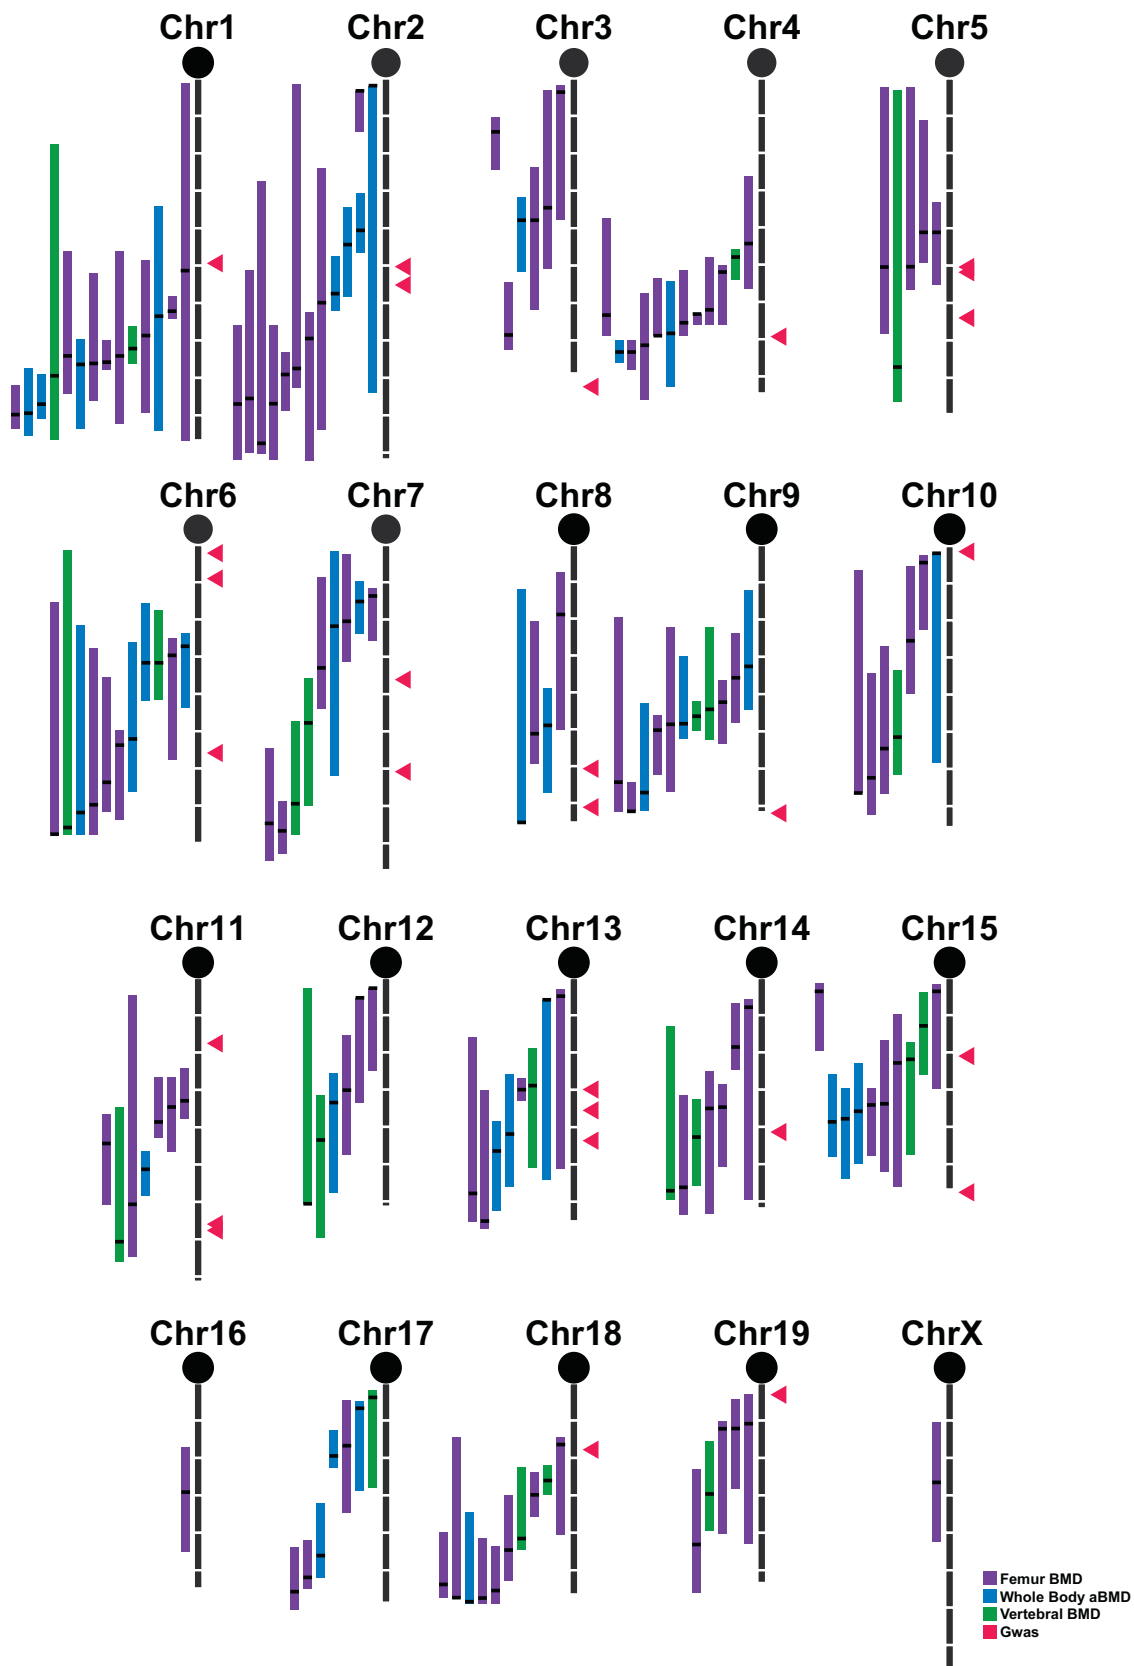 Chr1 Chr2 Chr3 Chr4 Chr5
Chr6 Chr7 Chr8 Chr9 Chr10
Chr11 Chr12 Chr13 Chr14 Chr15
Chr16 Chr17 Chr18 Chr19 ChrX
Femur BMD
Whole Body aBMD
Vertebral BMD
Gwas